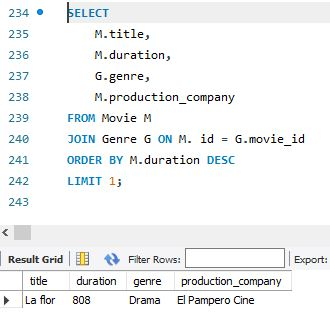 234 SELECT
235 M.title,
236 M.duration,
237 G.genre,
238 M.production_company
239 FROM Movie M
240 JOIN Genre G ON M. id = G.movie_id
241 ORDER BY M.duration DESC
242 LIMIT 1;
243
Result Grid Filter Rows: Export:
title duration genre production_company
La flor 808 Drama El Pampero Cine